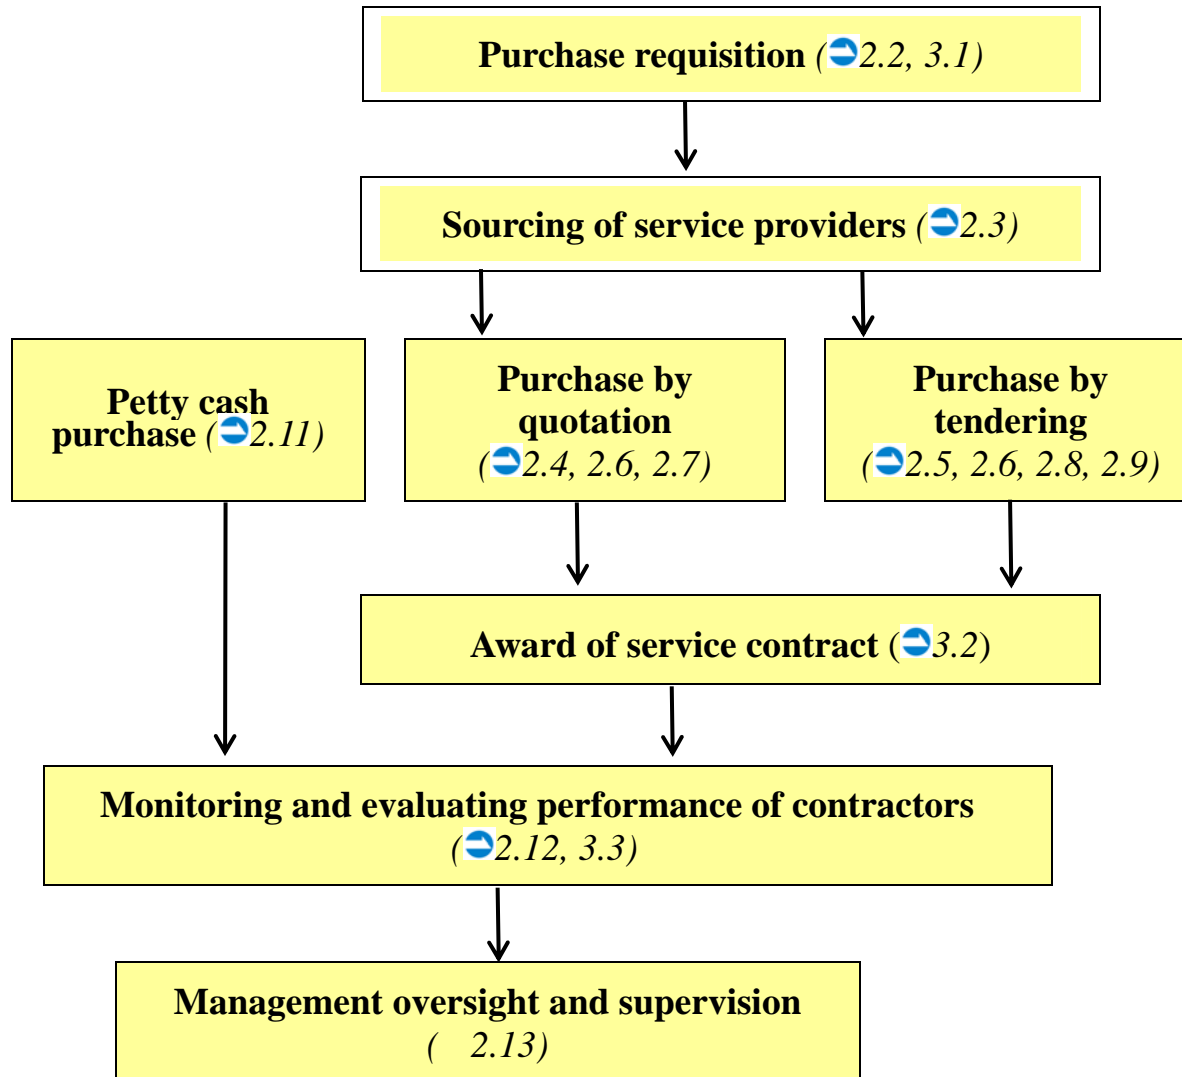 Purchase requisition (2.2, 3.1)
Sourcing of service providers (2.3)
Petty cash
purchase (2.11)
Purchase by
quotation
(2.4, 2.6, 2.7)
Purchase by
tendering
(2.5, 2.6, 2.8, 2.9)
Award of service contract (3.2)
Monitoring and evaluating performance of contractors
(2.12, 3.3)
Management oversight and supervision
( 2.13)